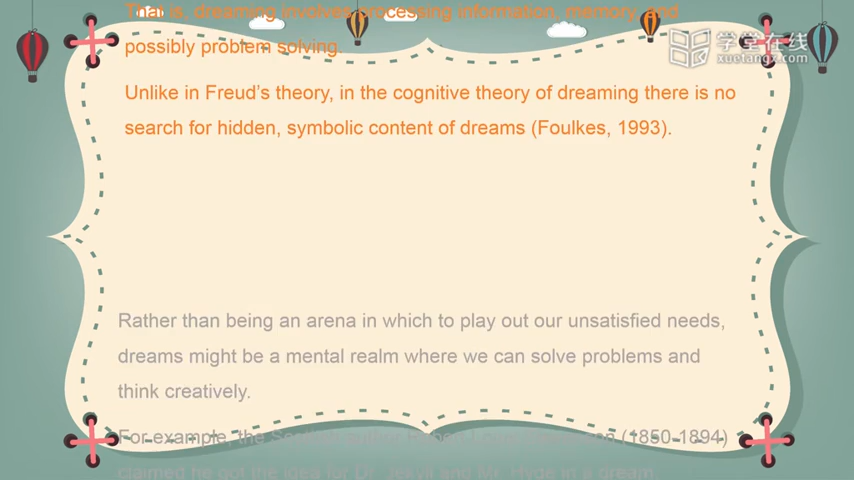 That is, dreaming involves processing information, memory, and
possibly problem solving.
学堂在线
xuetangz.com
Unlike in Freud's theory, in the cognitive theory of dreaming there is no
search for hidden, symbolic content of dreams (Foulkes, 1993).
Rather than being an arena in which to play out our unsatisfied needs,
dreams might be a mental realm where we can solve problems and
think creatively.
For example, the Scottish author Robert (1850-1894)
claimed he got the idea for Dr. Jekyll and Mr. Hyde in a dream